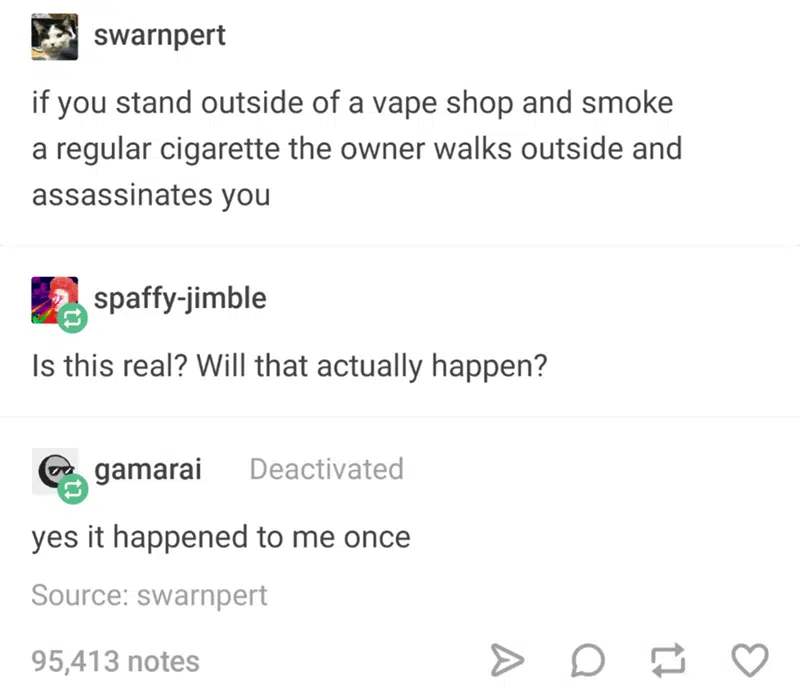 swarnpert
if you stand outside of a vape shop and smoke
a regular cigarette the owner walks outside and
assassinates you
spaffy-jimble
Is this real? Will that actually happen?
gamarai Deactivated
yes it happened to me once
Source: swarnpert
95,413 notes